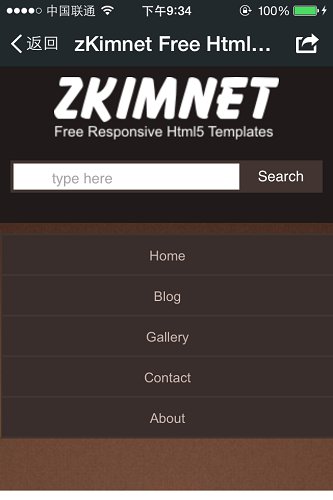 中国联通 下午9:34 100%
返回 zKimnet Free Html...
ZKIMNET
Free Responsive Html5 Templates
type here Search
Home
Blog
Gallery
Contact
About